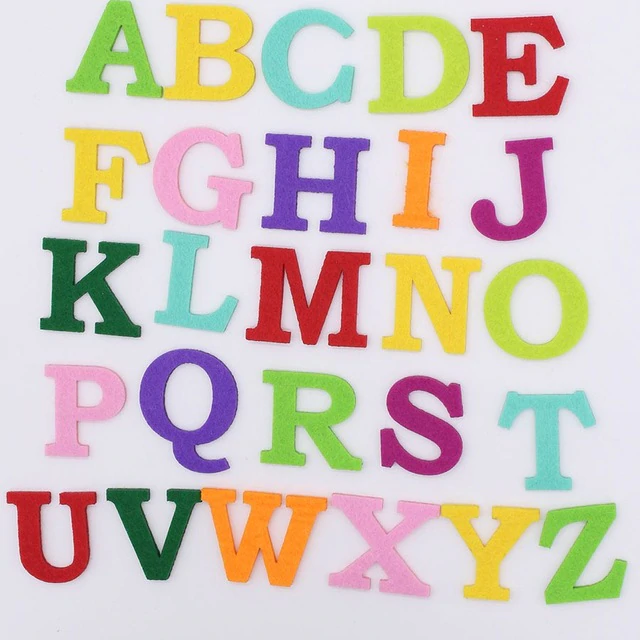 ABCDE
FGHIJ
KLMNO
PQRST
UVWXYZ